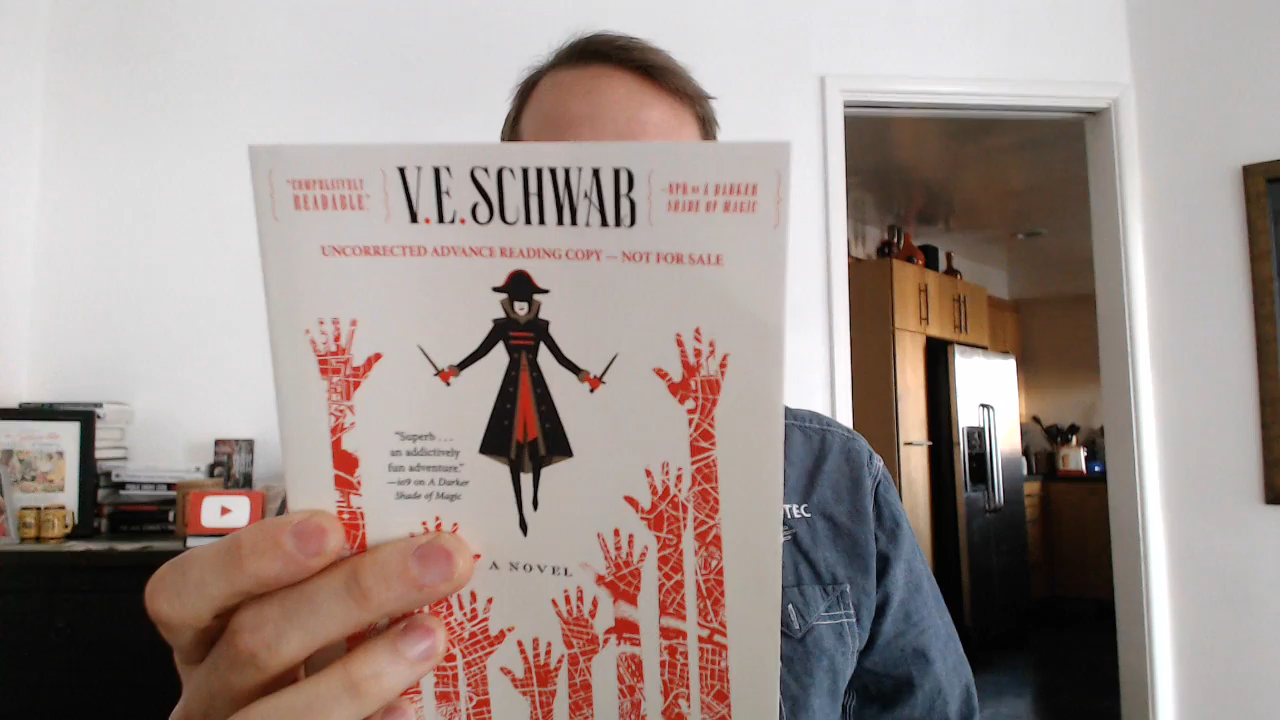 "COMPULSIVELY
READABLE."
V.E.SCHWAB
—NPR on A DARKER
SHADE OF MAGIC
UNCORRECTED ADVANCE READING COPY — NOT FOR SALE
"Superb . . .
an addictively
fun adventure."
—io9 on A Darker
Shade of Magic
A NOVEL
TEC